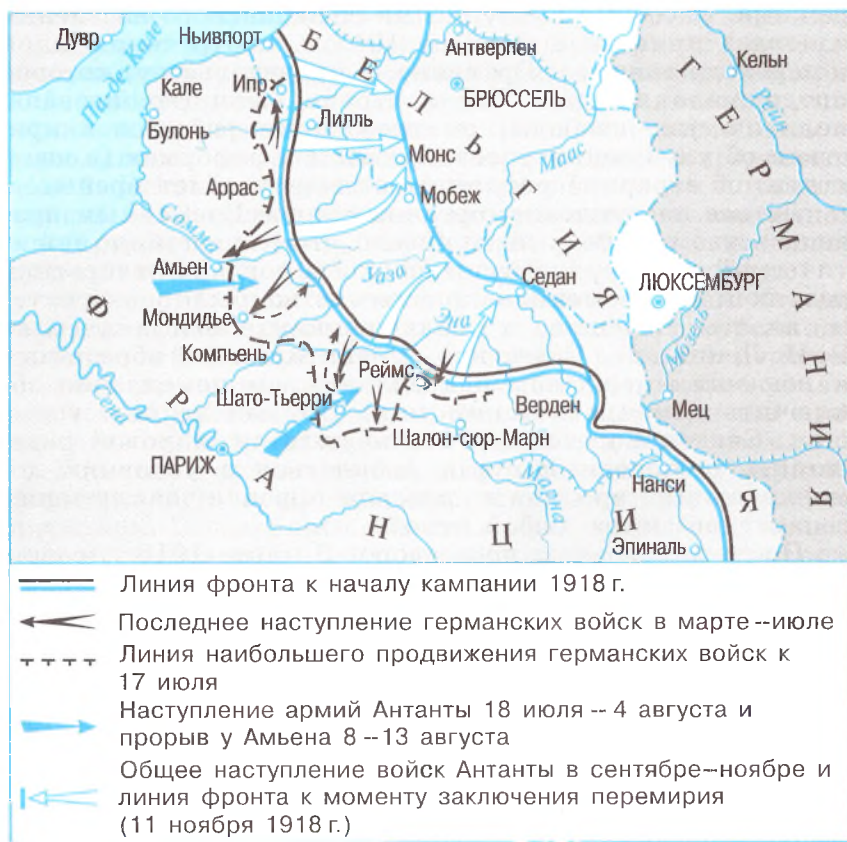 Дувр
Ньивпорт
Па-де-Кале
Кале
Булонь
Ипр
Лилль
Аррас
Сомма
Амьен
Мондидье
Компьень
Шато-Тьерри
Реймс
Сена
ПАРИЖ
Антверпен
БРЮССЕЛЬ
Монс
Мобеж
Маас
Уаза
Эна
Седан
Кельн
Рейн
ЛЮКСЕМБУРГ
Мозель
Верден
Мец
Шалон-сюр-Марн
Марна
Нанси
Эпиналь
БЕЛЬГИЯ
ГЕРМАНИЯ
ФРАНЦИЯ
Линия фронта к началу кампании 1918 г.
Последнее наступление германских войск в марте--июле
Линия наибольшего продвижения германских войск к
17 июля
Наступление армий Антанты 18 июля -- 4 августа и
прорыв у Амьена 8 --13 августа
Общее наступление войск Антанты в сентябре-ноябре и
линия фронта к моменту заключения перемирия
(11 ноября 1918 г.)